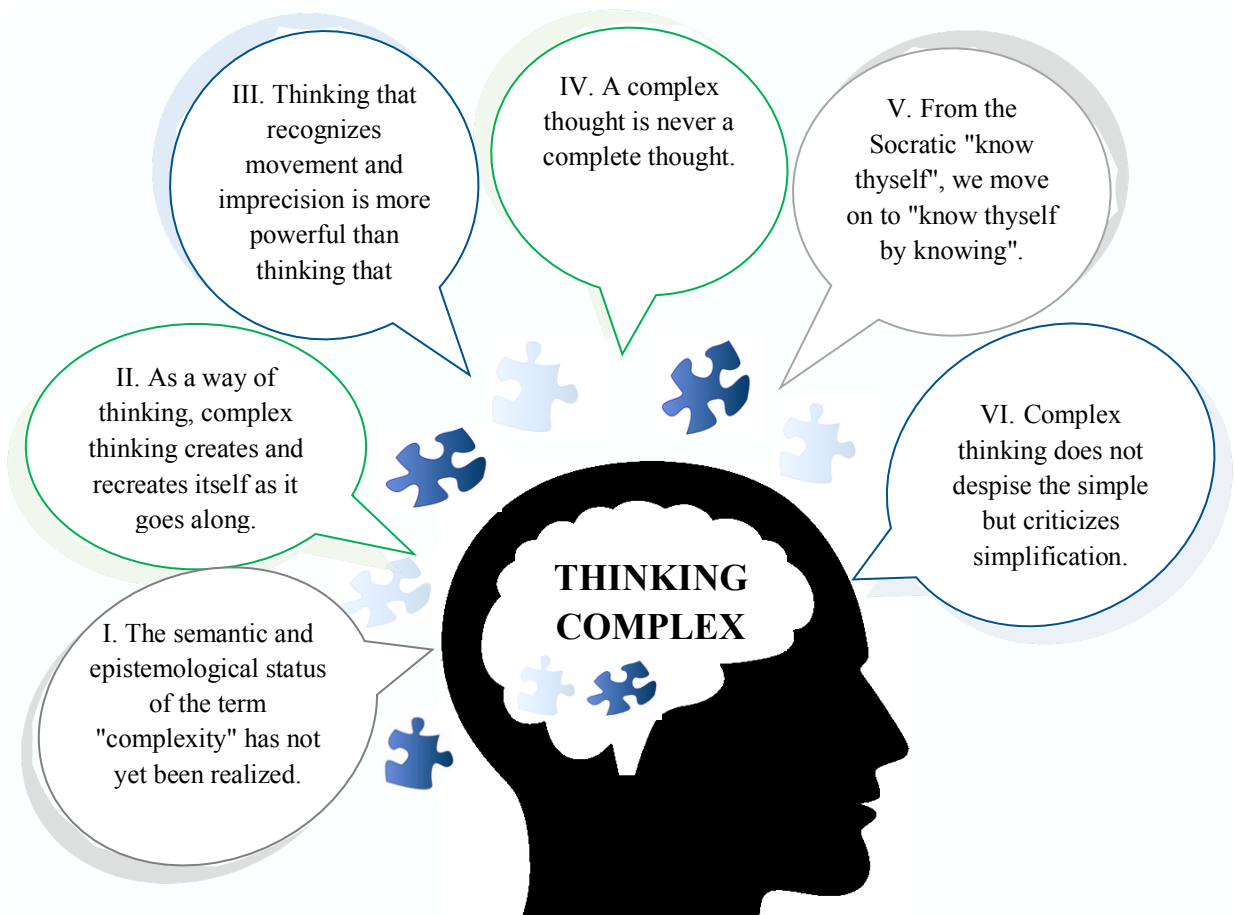 I. The semantic and
epistemological status
of the term
"complexity" has not
yet been realized.
II. As a way of
thinking, complex
thinking creates and
recreates itself as it
goes along.
III. Thinking that
recognizes
movement and
imprecision is more
powerful than
thinking that
IV. A complex
thought is never a
complete thought.
V. From the
Socratic "know
thyself", we move
on to "know thyself
by knowing".
VI. Complex
thinking does not
despise the simple
but criticizes
simplification.
THINKING
COMPLEX